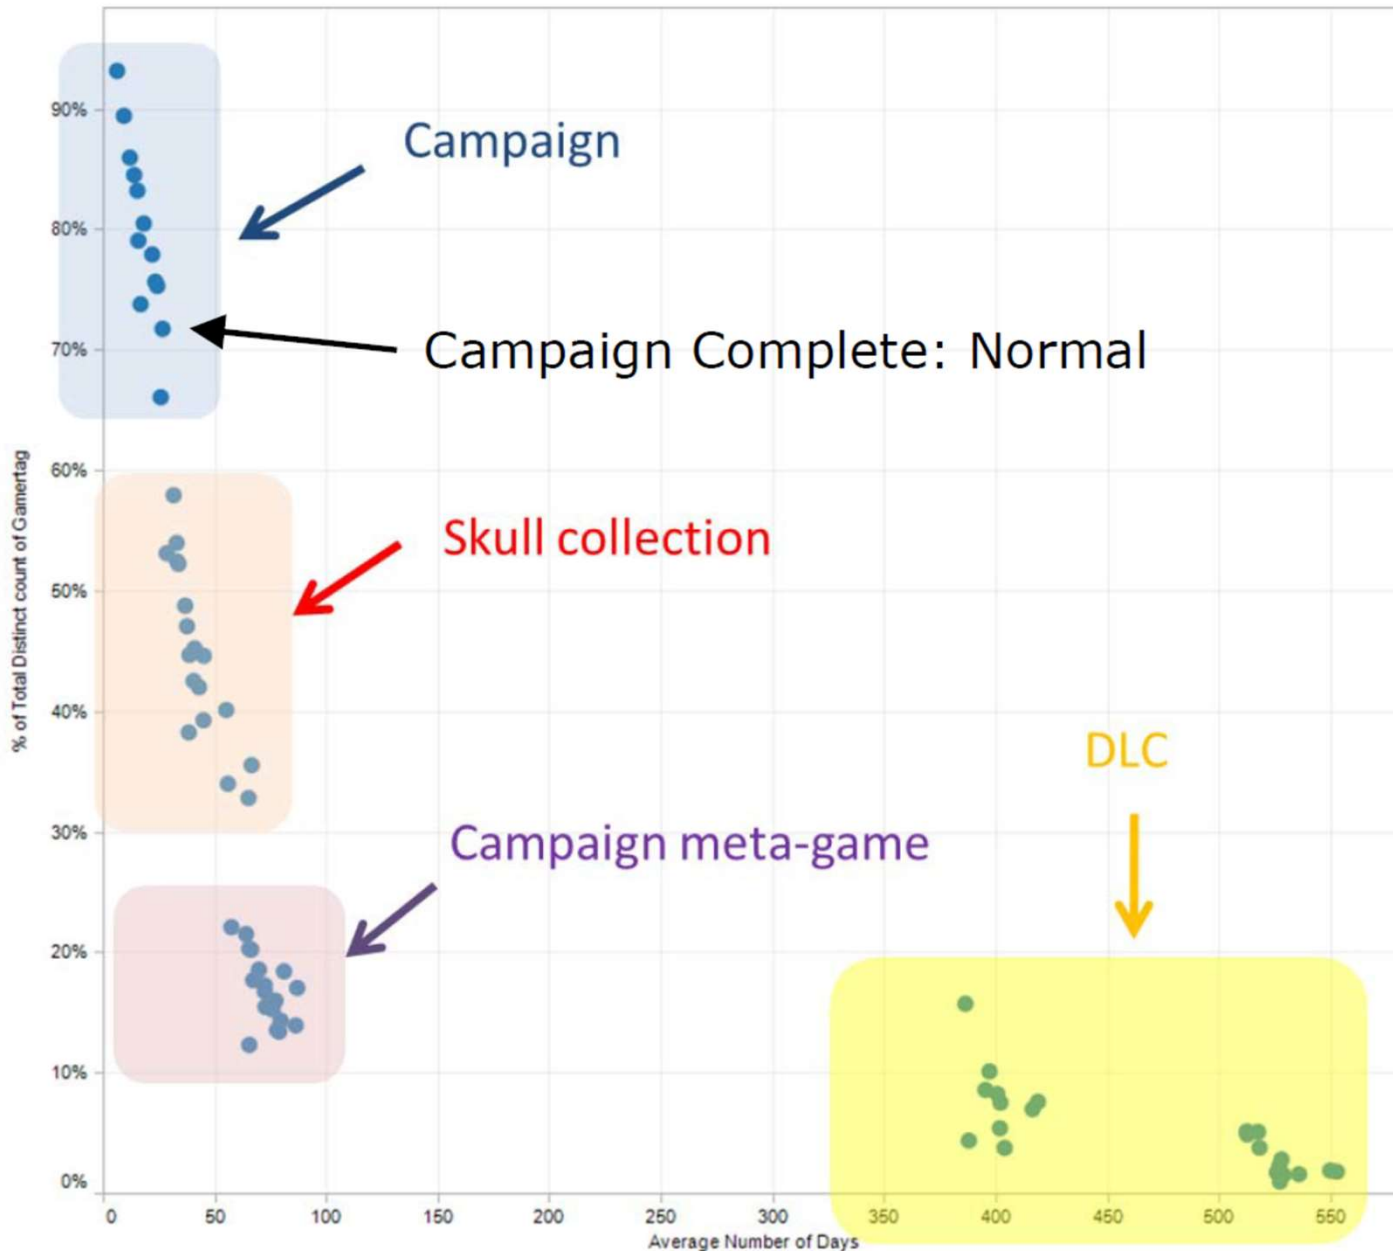 90%
Campaign
80%
Campaign Complete: Normal
70%
60%
% of Total Distinct count of Gamertag
Skull collection
50%
40%
DLC
30%
Campaign meta-game
20%
10%
0%
0 50 100 150 200 250 300 350 400 450 500 550
Average Number of Days